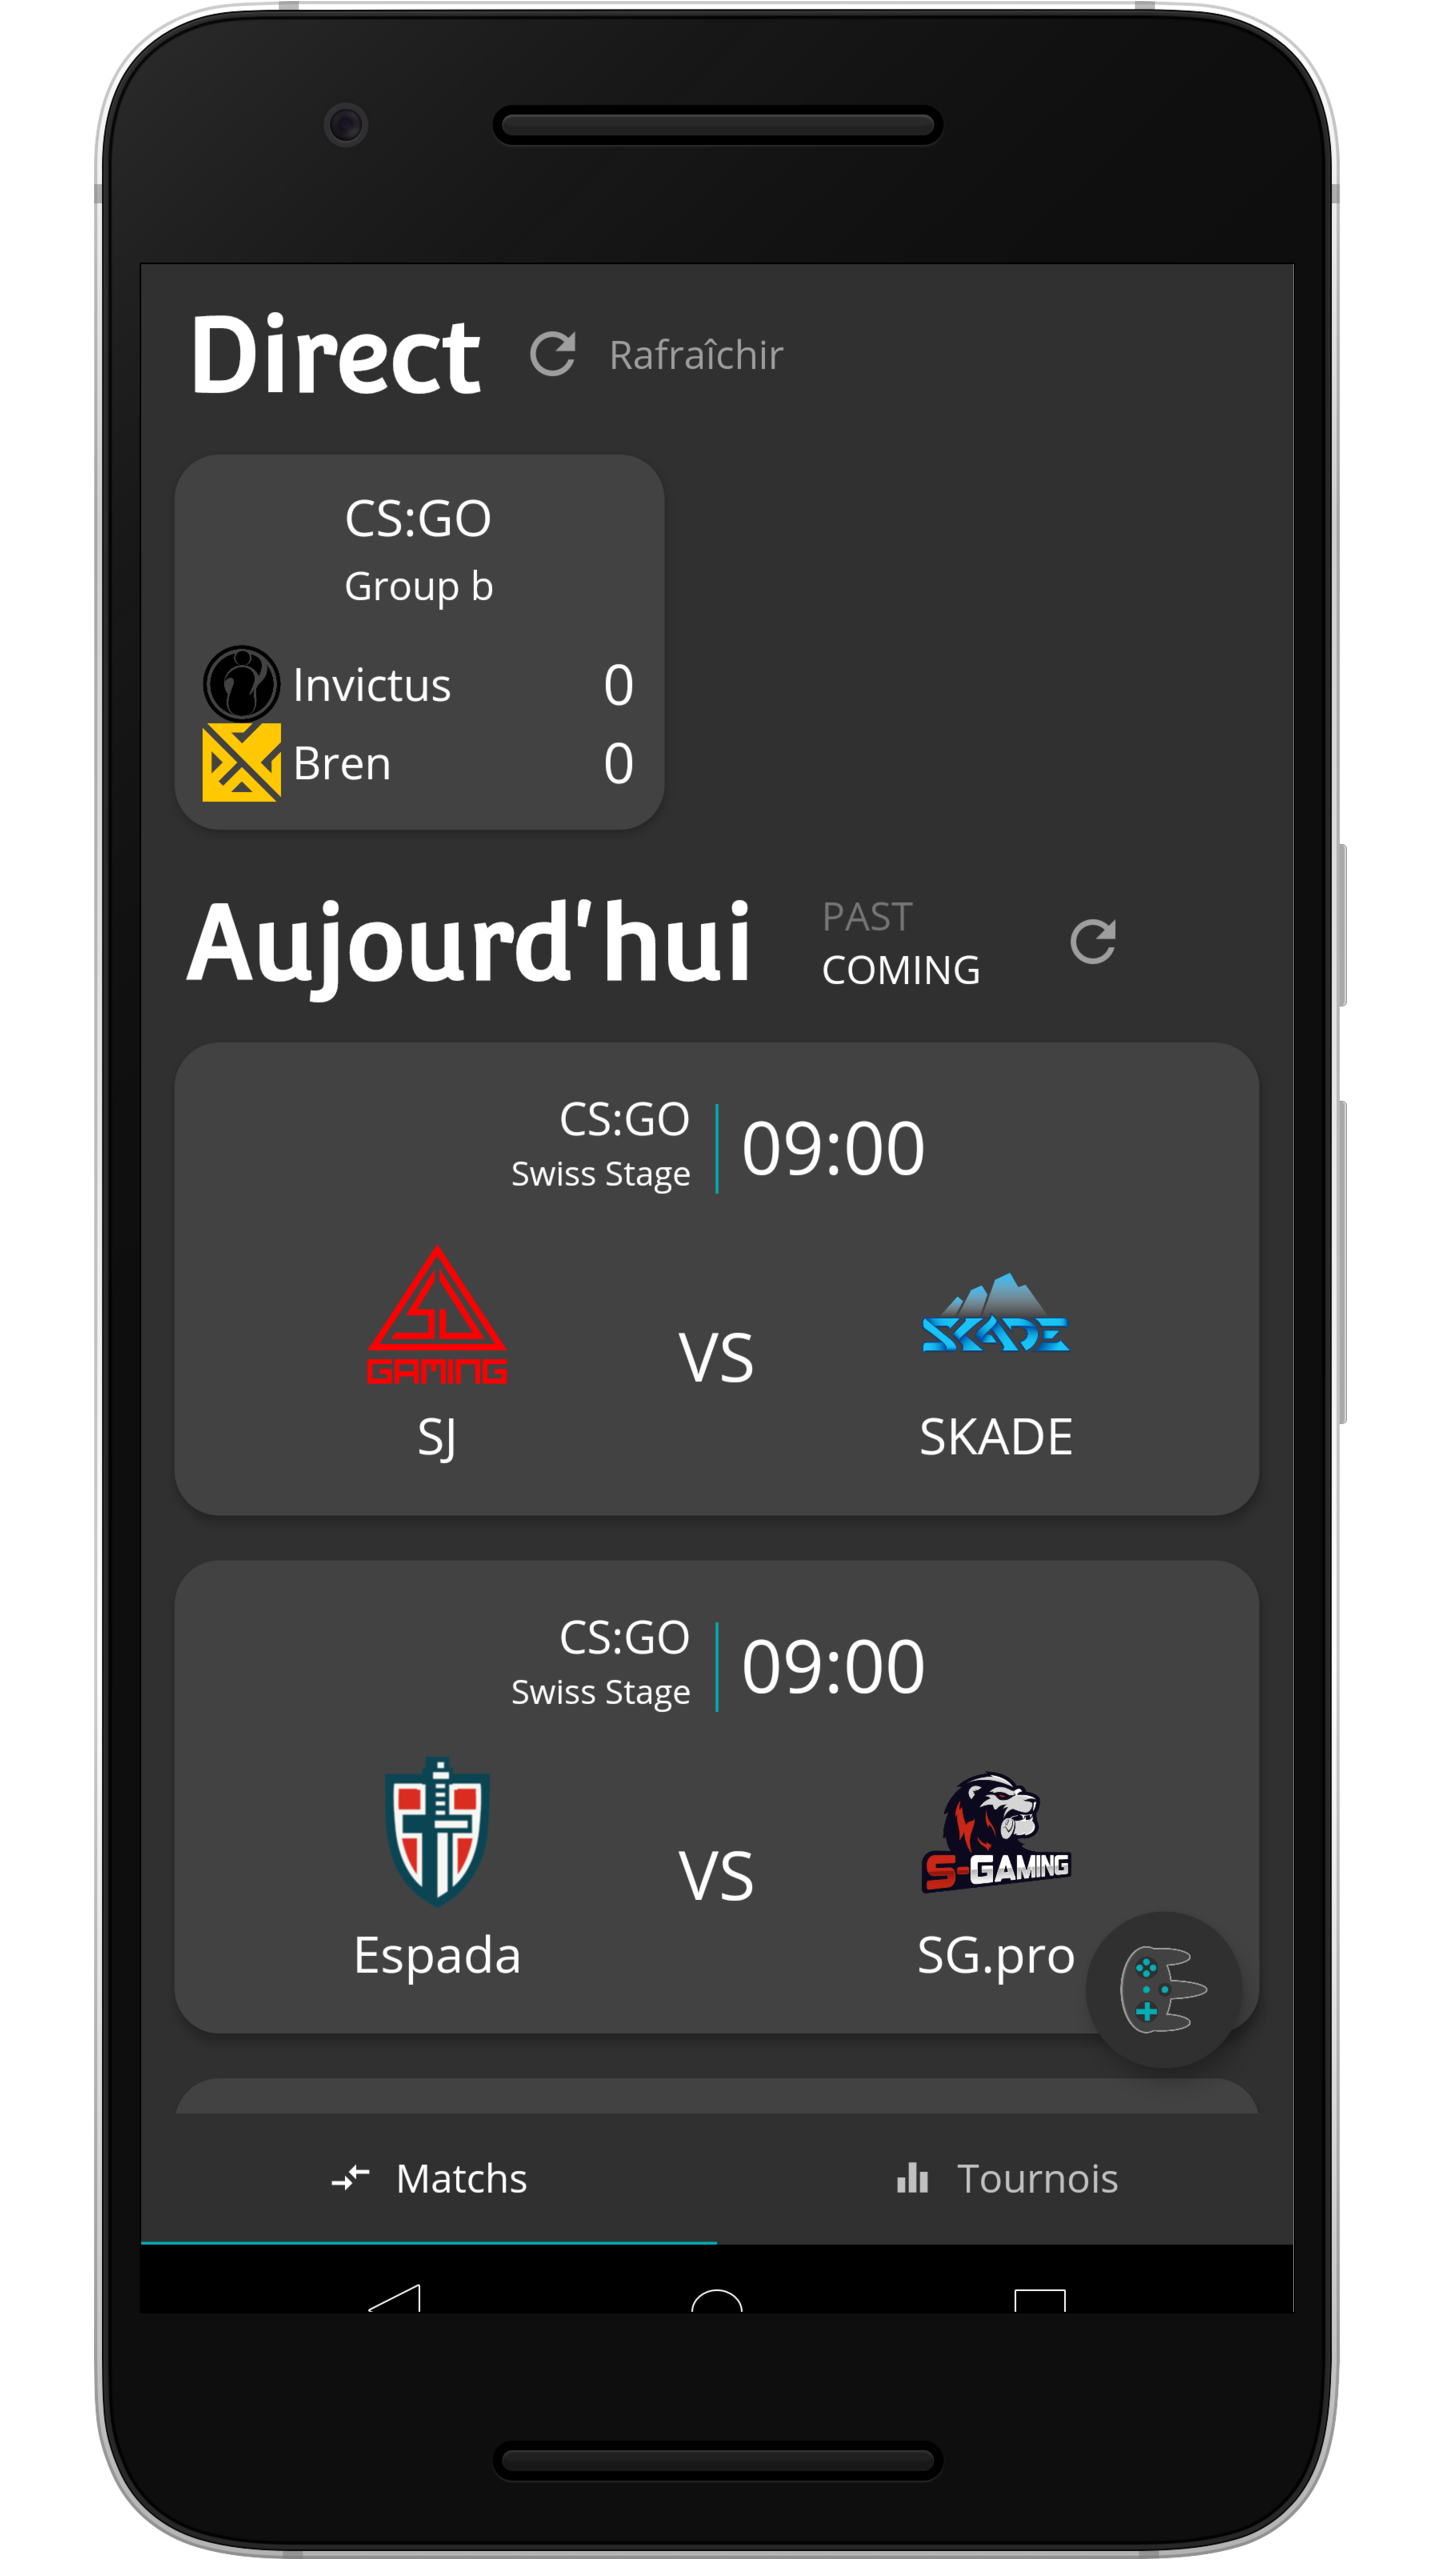 Direct
Rafraîchir
CS:GO
Group b
Invictus 0
Bren 0
Aujourd'hui
PAST
COMING
CS:GO
Swiss Stage
09:00
GAMING
SKADE
VS
SJ
SKADE
CS:GO
Swiss Stage
09:00
S-GAMING
VS
Espada
SG.pro
Matchs
Tournois